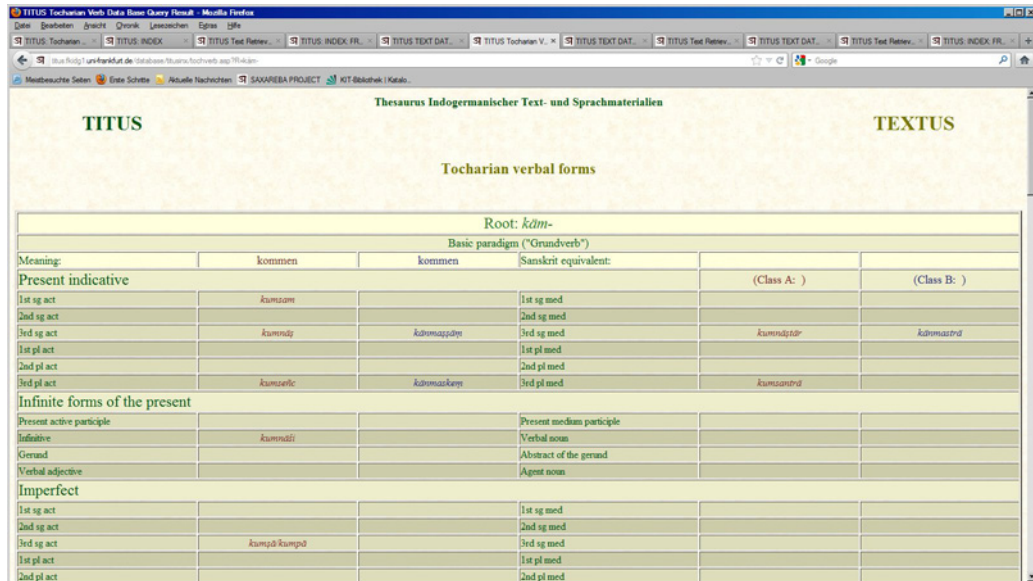 TITUS Tocharian Verb Data Base Query Result - Mozilla Firefox
Datei Bearbeiten Ansicht Chronik Lesezeichen Extras Hilfe
TITUS: Tocharian ... TITUS: INDEX TITUS Text Retriev... TITUS: INDEX: FR... TITUS TEXT DAT... TITUS Tocharian V... TITUS TEXT DAT... TITUS Text Retriev... TITUS TEXT DAT... TITUS Text Retriev... TITUS: INDEX: FR...
Google
Meistbesuchte Seiten Erste Schritte Aktuelle Nachrichten SAXAREBA PROJECT KIT-Bibliothek | Katalo...
Thesaurus Indogermanischer Text- und Sprachmaterialien
TITUS TEXTUS
Tocharian verbal forms
Root: käm-
Basic paradigm ("Grundverb")
Meaning: kommen kommen Sanskrit equivalent:
Present indicative (Class A: ) (Class B: )
1st sg act kumsam 1st sg med
2nd sg act 2nd sg med
3rd sg act kumnäṣ känmaṣṣäṃ 3rd sg med kumnäṣtär känmasträ
1st pl act 1st pl med
2nd pl act 2nd pl med
3rd pl act kumseñc känmaskeṃ 3rd pl med kumsanträ
Infinite forms of the present
Present active participle Present medium participle
Infinitive kumnäṣi Verbal noun
Gerund Abstract of the gerund
Verbal adjective Agent noun
Imperfect
1st sg act 1st sg med
2nd sg act 2nd sg med
3rd sg act kumṣā/kumpā 3rd sg med
1st pl act 1st pl med
2nd pl act 2nd pl med